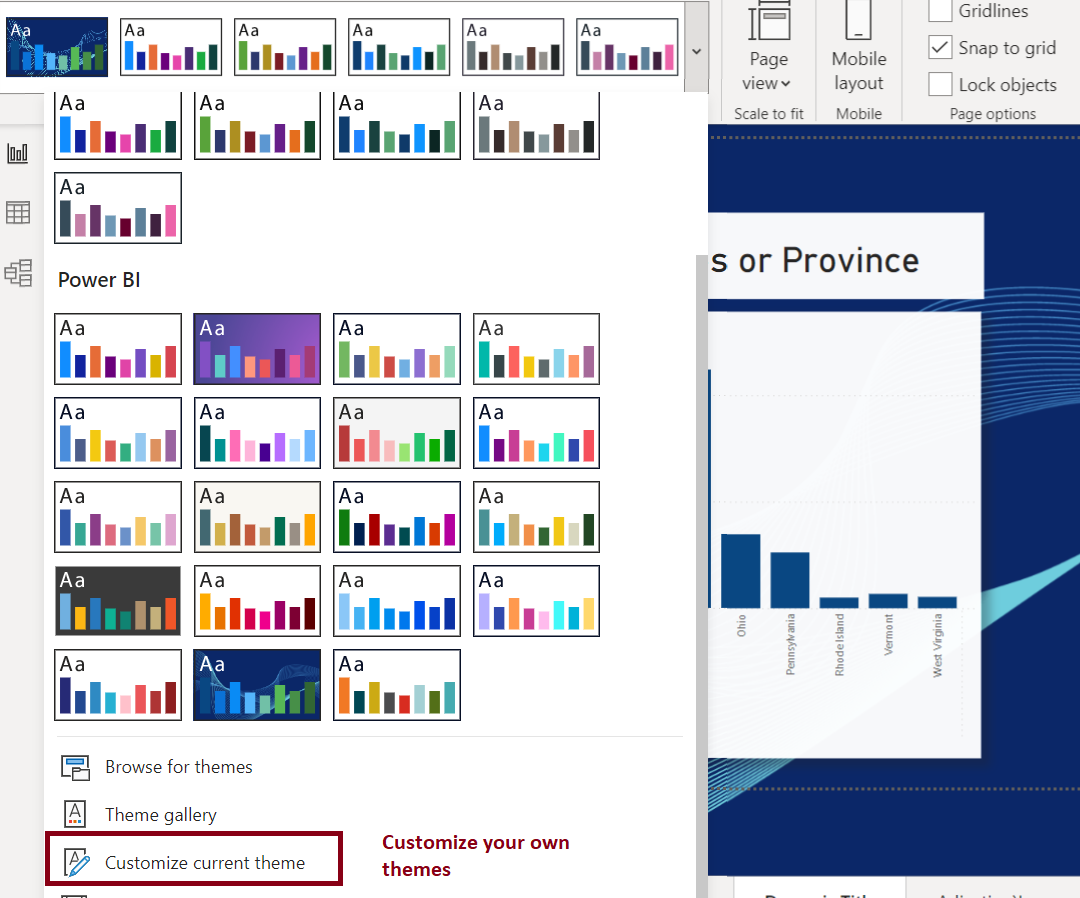 Aa Aa Aa Aa Aa Aa
Page view
Mobile layout
Gridlines
Snap to grid
Lock objects
Scale to fit
Mobile
Page options
Aa Aa Aa Aa
Aa
Power BI
Aa Aa Aa Aa
Aa Aa Aa Aa
Aa Aa Aa Aa
Aa Aa Aa Aa
Aa Aa Aa
Browse for themes
Theme gallery
Customize current theme
Customize your own
themes
s or Province
Ohio
Pennsylvania
Rhode Island
Vermont
West Virginia